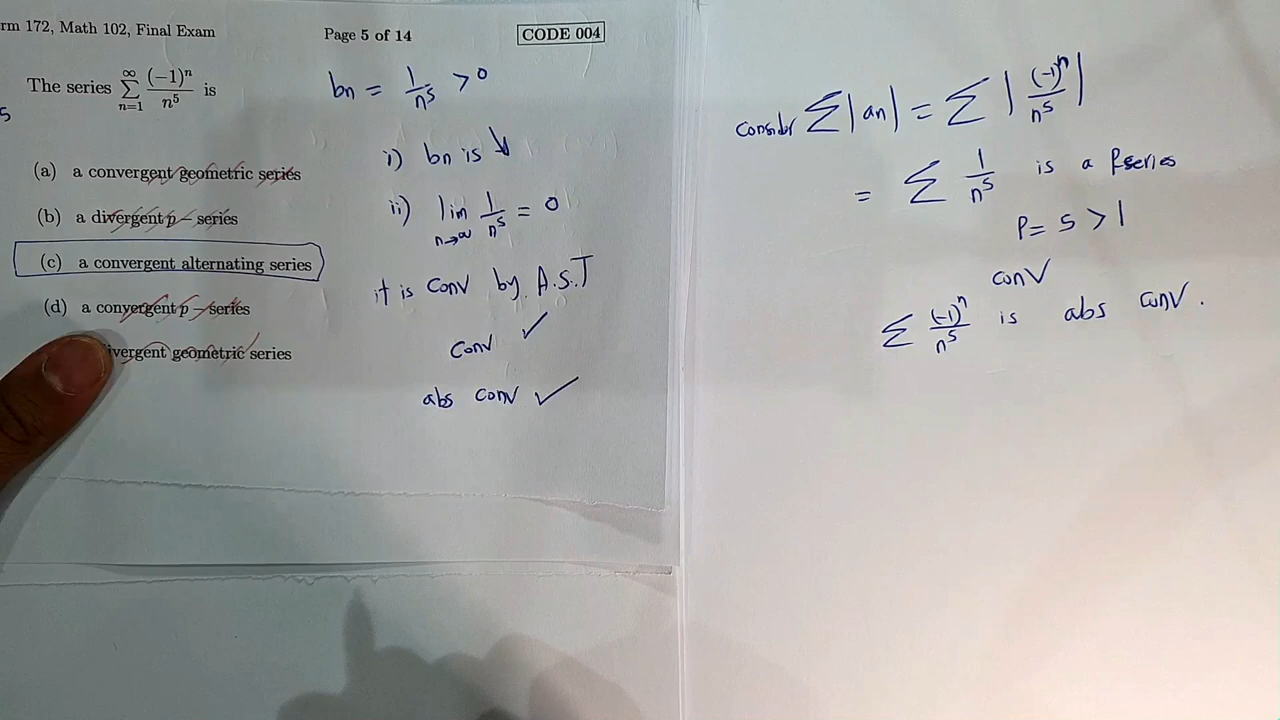 rm 172, Math 102, Final Exam Page 5 of 14 CODE 004
The series ∑_{n=1}^{∞} (-1)^n / n^5 is
5
(a) a convergent geometric series
(b) a divergent p – series
(c) a convergent alternating series
(d) a convergent p – series
ivergent geometric series
bn = 1/n^5 > 0
i) bn is ↓
ii) lim_{n→∞} 1/n^5 = 0
it is conv by A.S.T
conv ✓
abs conv ✓
consider ∑ |an| = ∑ | (-1)^n / n^5 |
= ∑ 1/n^5 is a P-series
P = 5 > 1
conv
∑ (-1)^n / n^5 is abs conv.